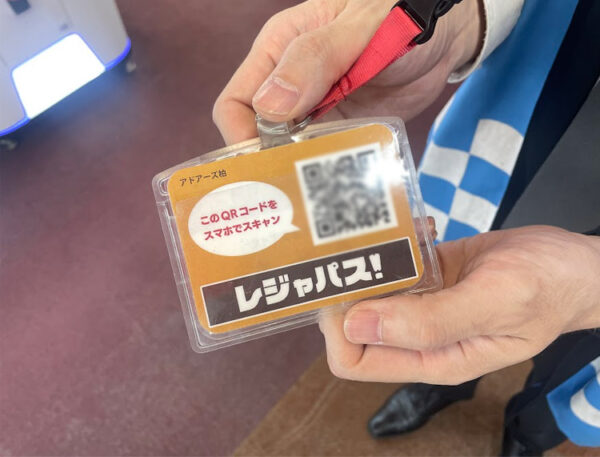 アドアーズ柏
このQRコードを
スマホでスキャン
レジャパス!